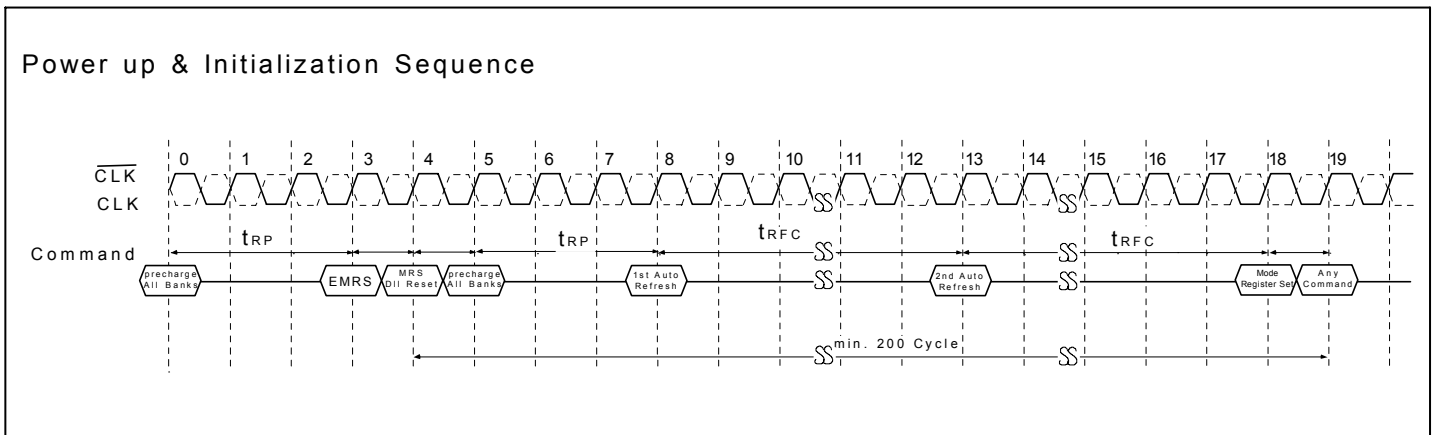 Power up & Initialization Sequence
0 1 2 3 4 5 6 7 8 9 10 11 12 13 14 15 16 17 18 19
CLK
CLK
tRP tRP tRFC tRFC
Command
precharge All Banks
EMRS
MRS Dll Reset
precharge All Banks
1st Auto Refresh
2nd Auto Refresh
Mode Register Set
Any Command
min. 200 Cycle